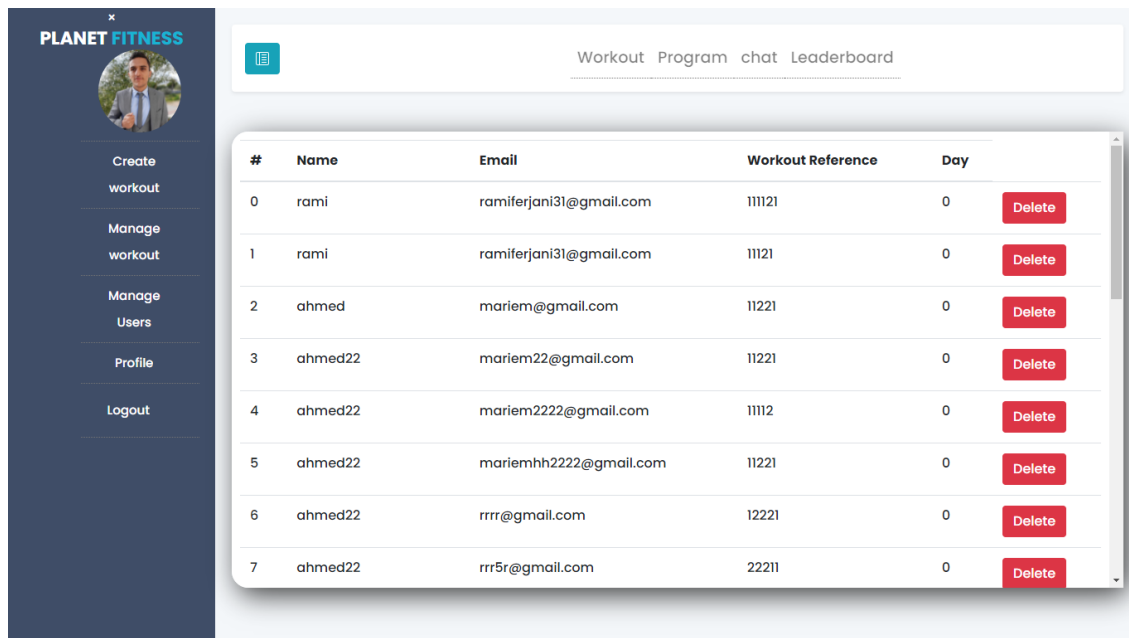 ×
PLANET FITNESS
Create
workout
Manage
workout
Manage
Users
Profile
Logout
Workout Program chat Leaderboard
# Name Email Workout Reference Day
0 rami ramiferjani31@gmail.com 111121 0 Delete
1 rami ramiferjani31@gmail.com 11121 0 Delete
2 ahmed mariem@gmail.com 11221 0 Delete
3 ahmed22 mariem22@gmail.com 11221 0 Delete
4 ahmed22 mariem2222@gmail.com 11112 0 Delete
5 ahmed22 mariemhh2222@gmail.com 11221 0 Delete
6 ahmed22 rrrr@gmail.com 12221 0 Delete
7 ahmed22 rrr5r@gmail.com 22211 0 Delete